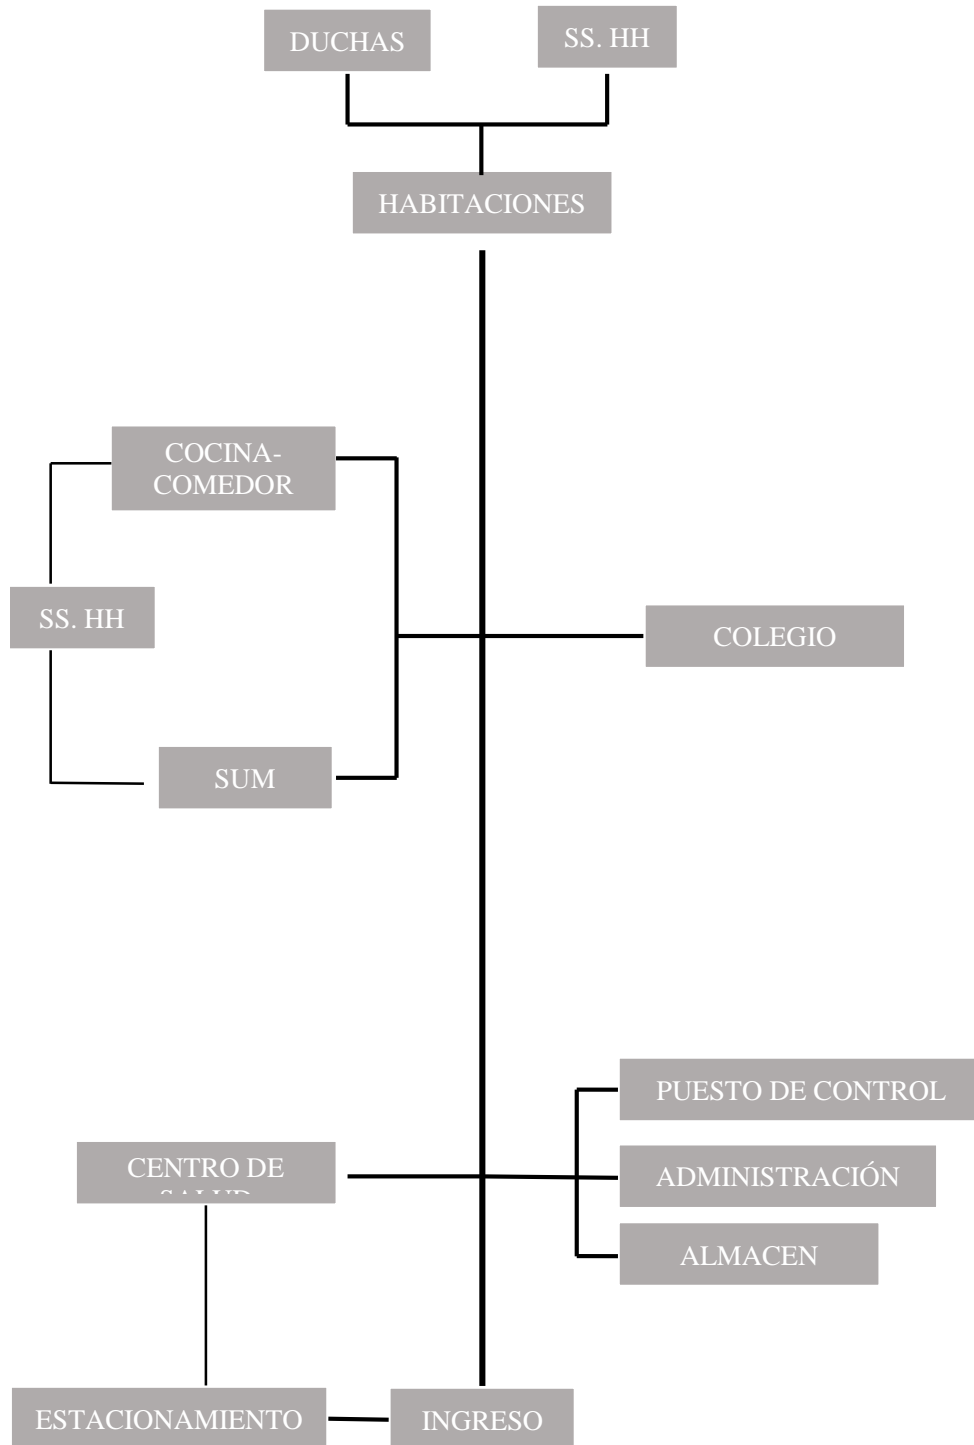 DUCHAS
SS. HH
HABITACIONES
COCINA-
COMEDOR
SS. HH
COLEGIO
SUM
PUESTO DE CONTROL
CENTRO DE
ADMINISTRACIÓN
ALMACEN
ESTACIONAMIENTO
INGRESO